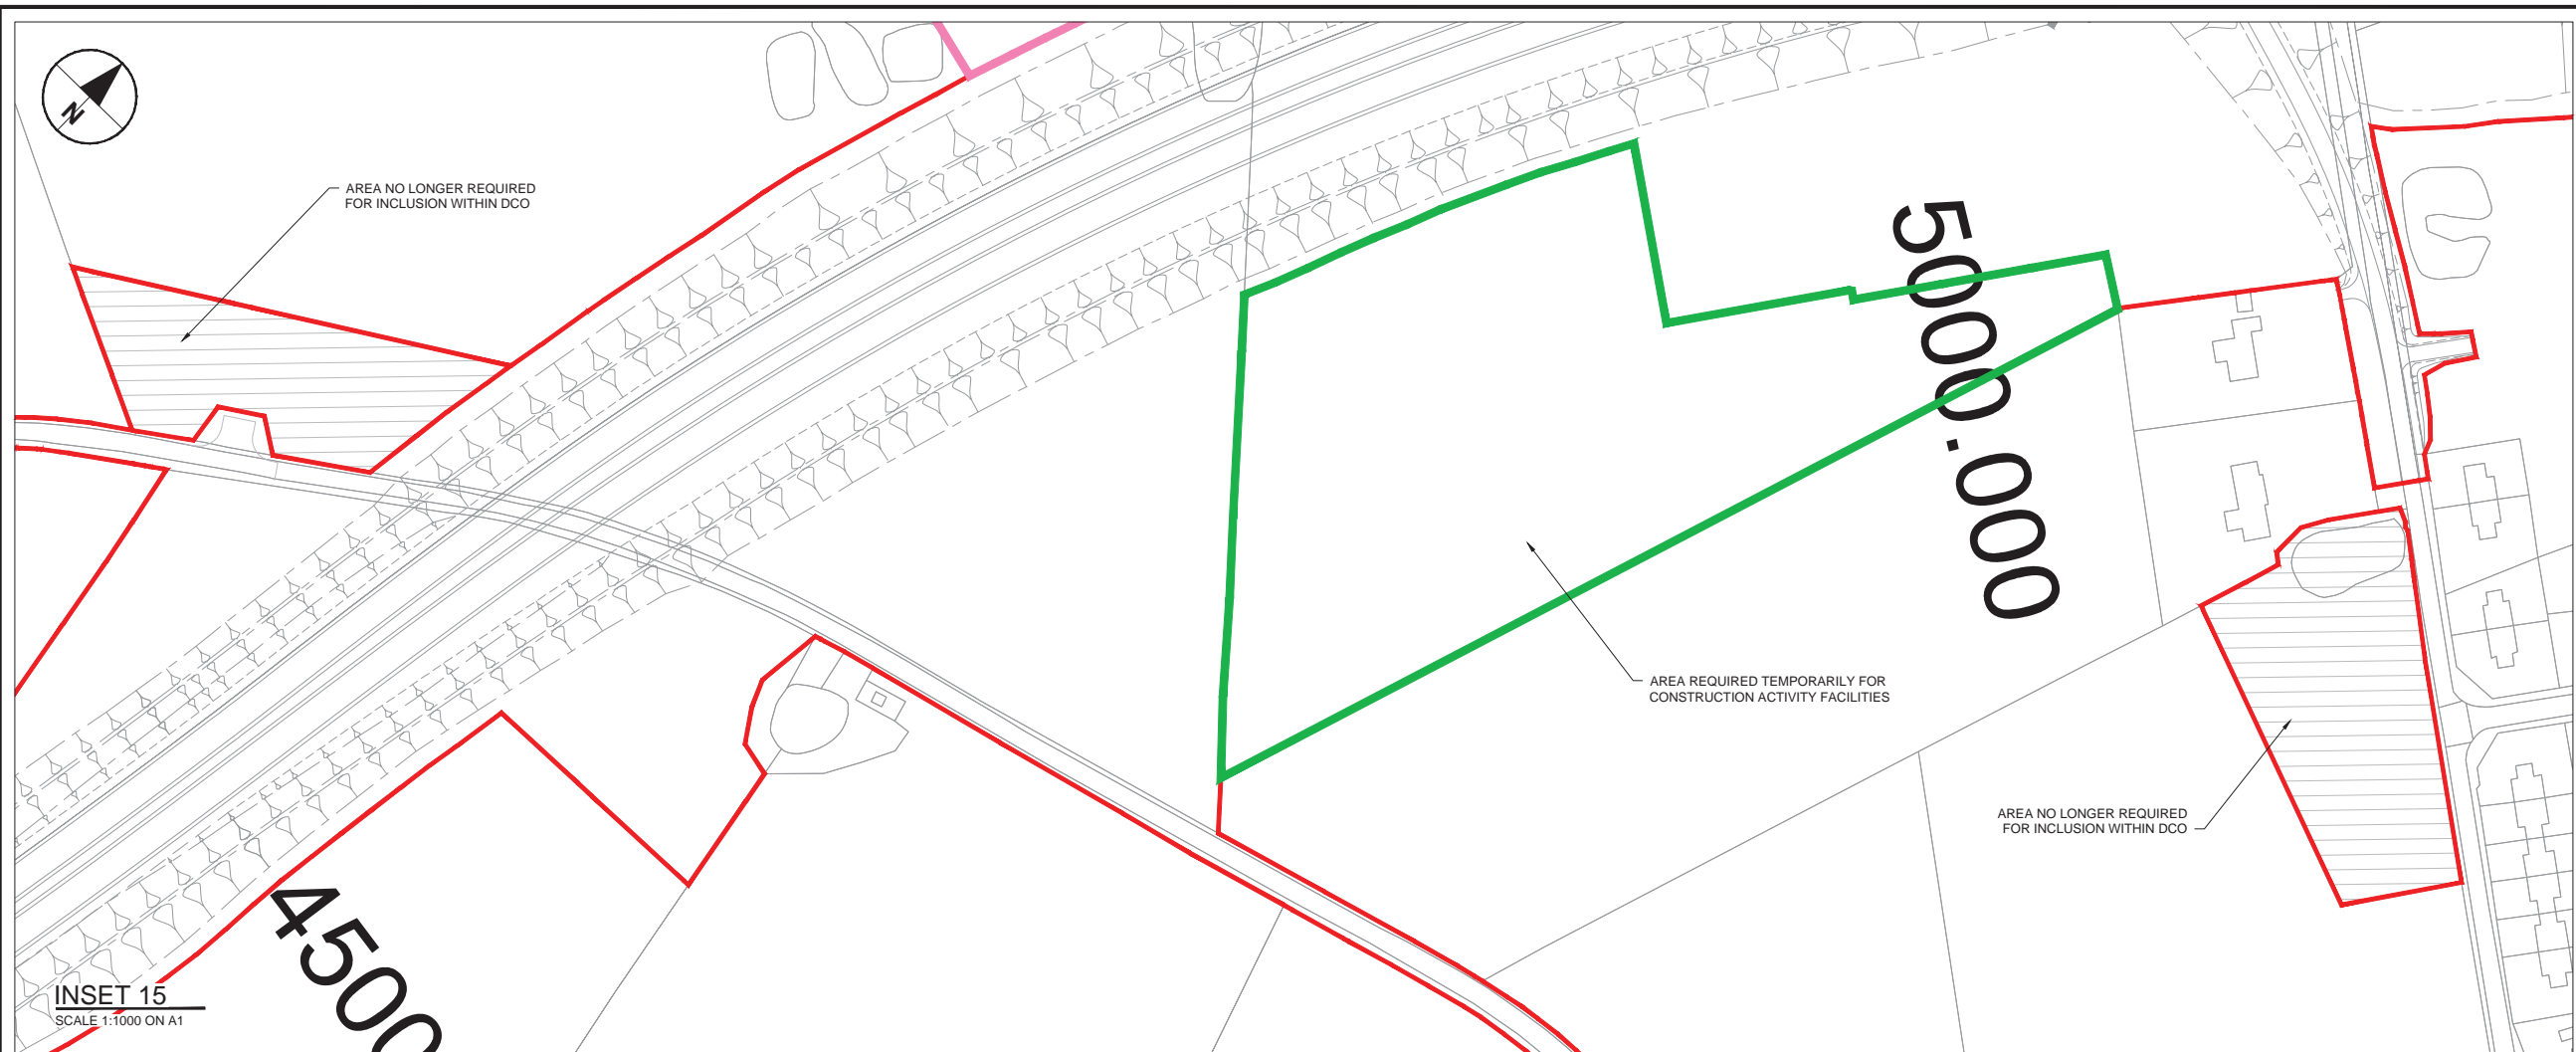 N
AREA NO LONGER REQUIRED
FOR INCLUSION WITHIN DCO
5000.000
AREA REQUIRED TEMPORARILY FOR
CONSTRUCTION ACTIVITY FACILITIES
AREA NO LONGER REQUIRED
FOR INCLUSION WITHIN DCO
4500
INSET 15
SCALE 1:1000 ON A1